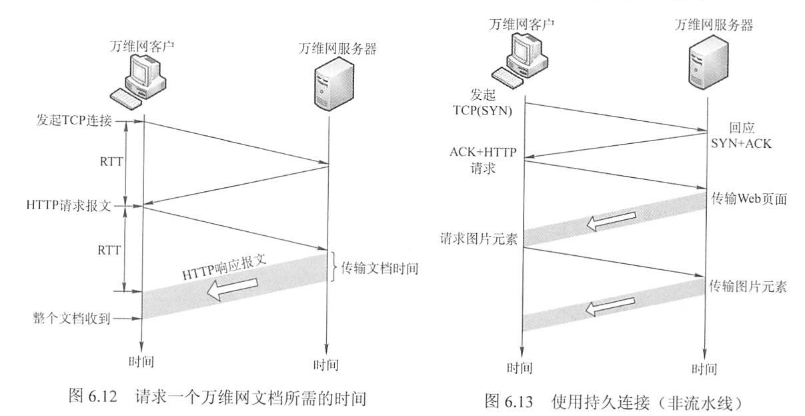 万维网客户
万维网服务器
发起TCP连接
RTT
HTTP请求报文
RTT
HTTP响应报文
传输文档时间
整个文档收到
时间
时间
图 6.12 请求一个万维网文档所需的时间
万维网客户
万维网服务器
发起
TCP(SYN)
回应
SYN+ACK
ACK+HTTP
请求
传输Web页面
请求图片元素
传输图片元素
时间
时间
图 6.13 使用持久连接（非流水线）